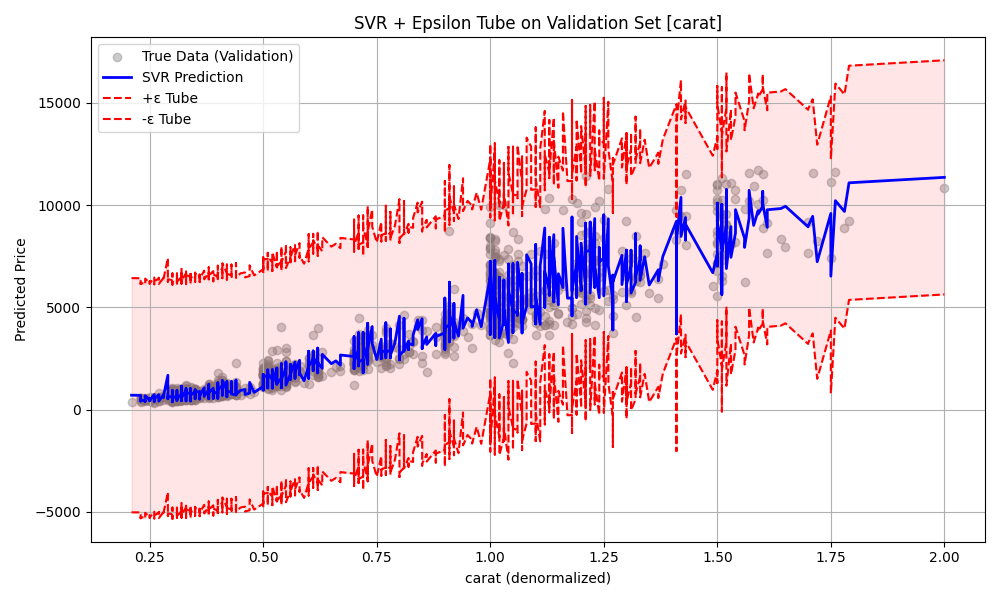 SVR + Epsilon Tube on Validation Set [carat]
True Data (Validation)
SVR Prediction
+ε Tube
-ε Tube
Predicted Price
15000
10000
5000
0
−5000
0.25 0.50 0.75 1.00 1.25 1.50 1.75 2.00
carat (denormalized)